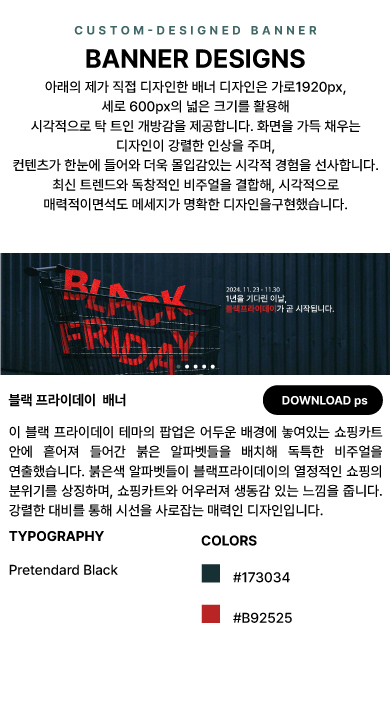 CUSTOM-DESIGNED BANNER
BANNER DESIGNS
아래의 제가 직접 디자인한 배너 디자인은 가로1920px,
세로 600px의 넓은 크기를 활용해
시각적으로 탁 트인 개방감을 제공합니다. 화면을 가득 채우는
디자인이 강렬한 인상을 주며,
컨텐츠가 한눈에 들어와 더욱 몰입감있는 시각적 경험을 선사합니다.
최신 트렌드와 독창적인 비주얼을 결합해, 시각적으로
매력적이면석도 메세지가 명확한 디자인을구현했습니다.
BLACK
FRIDAY
2024. 11. 23 - 11.30
1년을 기다린 이날,
블랙프라이데이가 곧 시작됩니다.
블랙 프라이데이 배너
DOWNLOAD ps
이 블랙 프라이데이 테마의 팝업은 어두운 배경에 놓여있는 쇼핑카트
안에 흩어져 들어간 붉은 알파벳들을 배치해 독특한 비주얼을
연출했습니다. 붉은색 알파벳들이 블랙프라이데이의 열정적인 쇼핑의
분위기를 상징하며, 쇼핑카트와 어우러져 생동감 있는 느낌을 줍니다.
강렬한 대비를 통해 시선을 사로잡는 매력인 디자인입니다.
TYPOGRAPHY
Pretendard Black
COLORS
#173034
#B92525